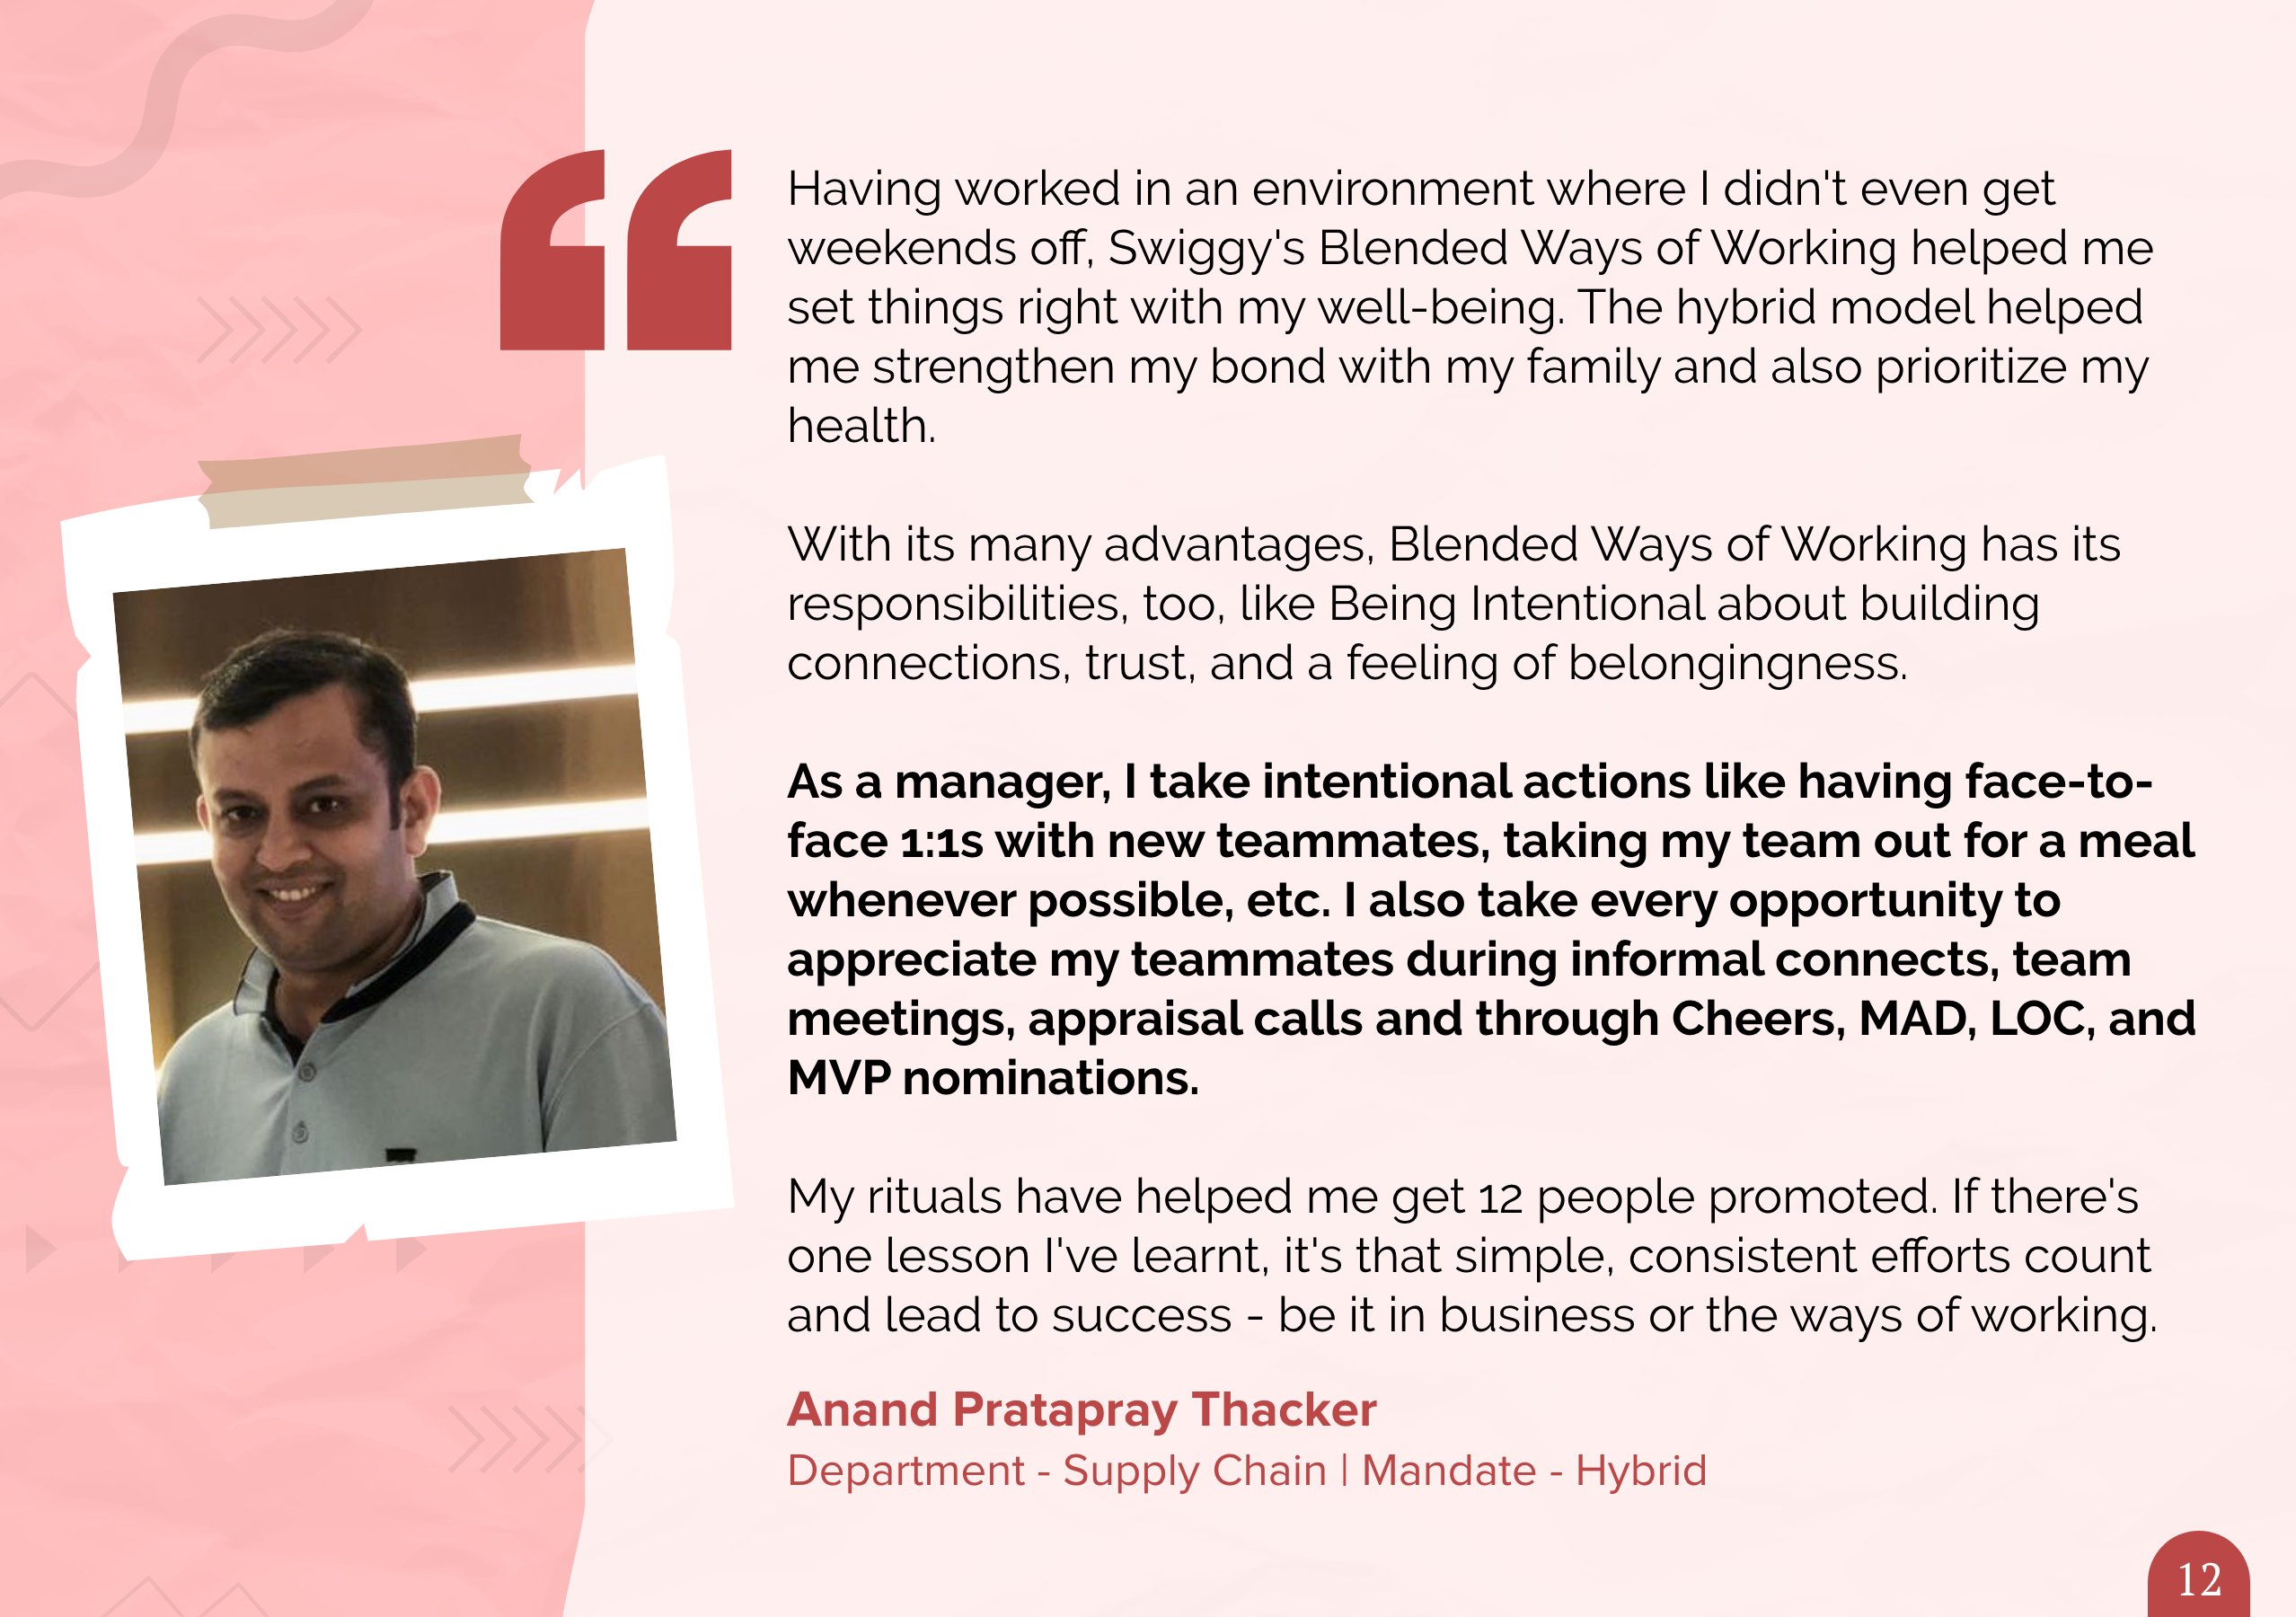 Having worked in an environment where I didn't even get
weekends off, Swiggy's Blended Ways of Working helped me
set things right with my well-being. The hybrid model helped
me strengthen my bond with my family and also prioritize my
health.
With its many advantages, Blended Ways of Working has its
responsibilities, too, like Being Intentional about building
connections, trust, and a feeling of belongingness.
As a manager, I take intentional actions like having face-to-
face 1:1s with new teammates, taking my team out for a meal
whenever possible, etc. I also take every opportunity to
appreciate my teammates during informal connects, team
meetings, appraisal calls and through Cheers, MAD, LOC, and
MVP nominations.
My rituals have helped me get 12 people promoted. If there's
one lesson I've learnt, it's that simple, consistent efforts count
and lead to success - be it in business or the ways of working.
Anand Pratapray Thacker
Department - Supply Chain | Mandate - Hybrid
12